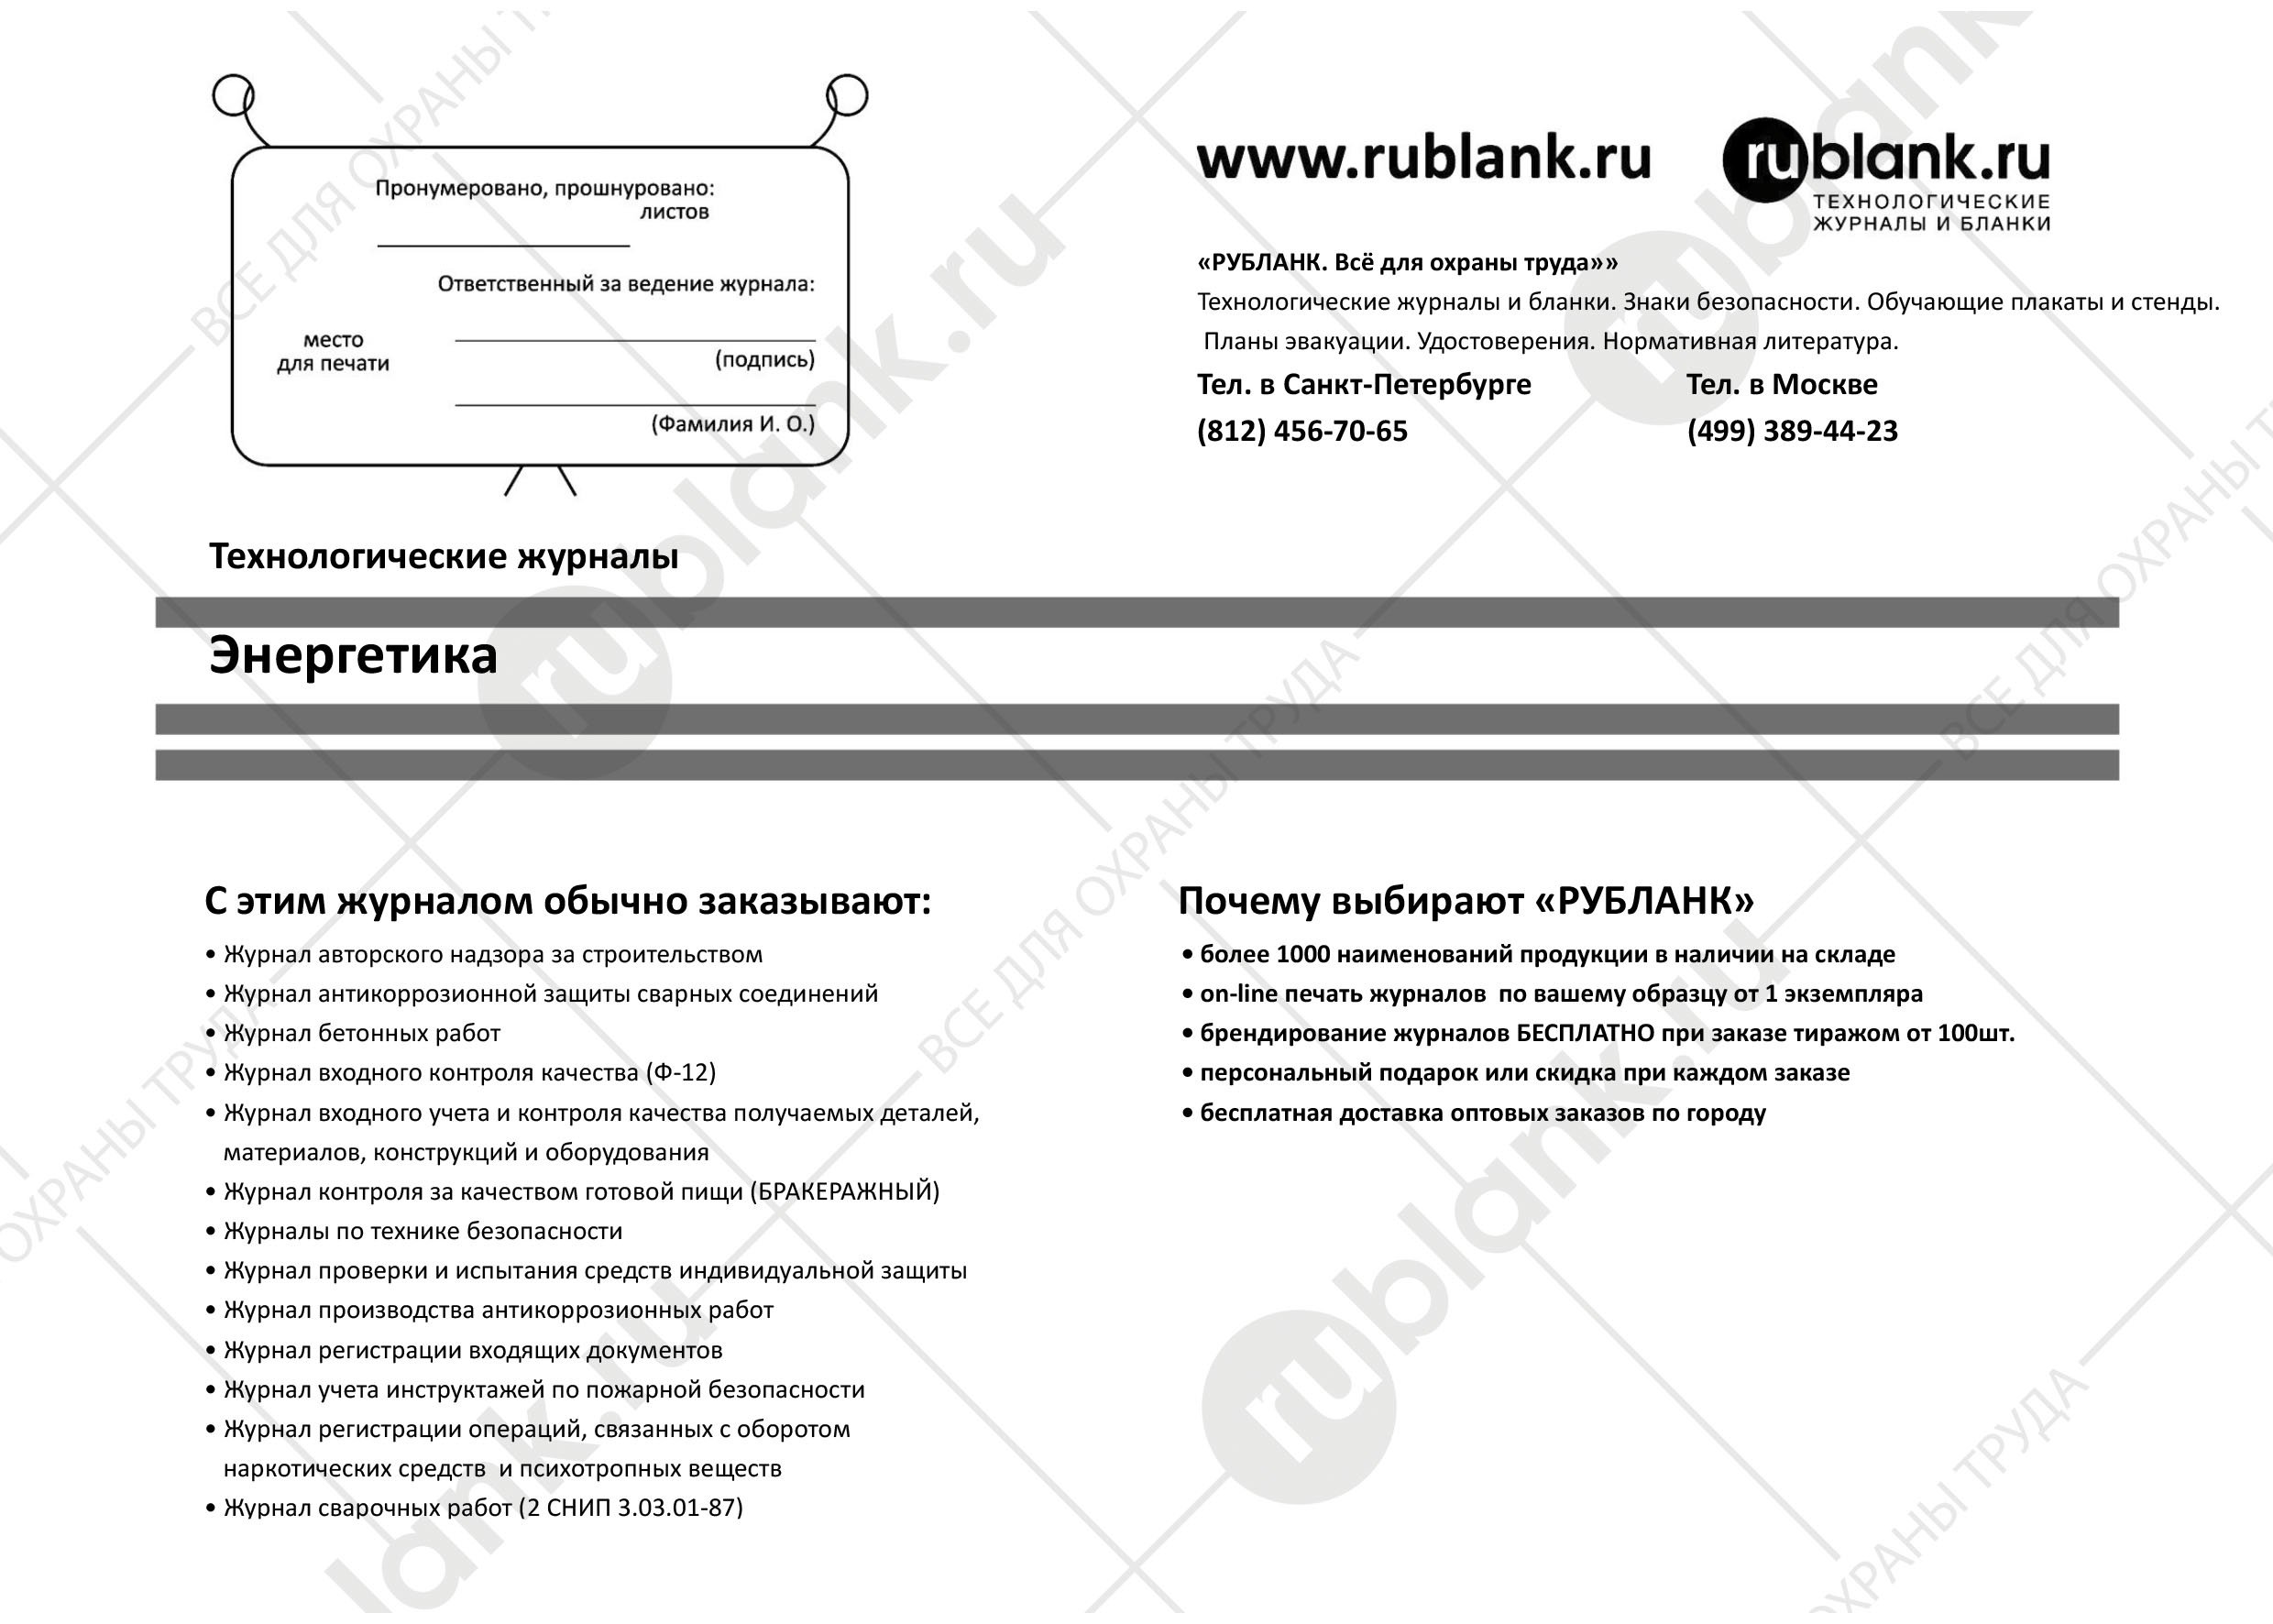 Пронумеровано, прошнуровано:
листов
Ответственный за ведение журнала:
место
для печати
(подпись)
(Фамилия И. О.)
www.rublank.ru
rublank.ru
ТЕХНОЛОГИЧЕСКИЕ
ЖУРНАЛЫ И БЛАНКИ
«РУБЛАНК. Всё для охраны труда»»
Технологические журналы и бланки. Знаки безопасности. Обучающие плакаты и стенды.
Планы эвакуации. Удостоверения. Нормативная литература.
Тел. в Санкт-Петербурге Тел. в Москве
(812) 456-70-65 (499) 389-44-23
Технологические журналы
Энергетика
С этим журналом обычно заказывают:
• Журнал авторского надзора за строительством
• Журнал антикоррозионной защиты сварных соединений
• Журнал бетонных работ
• Журнал входного контроля качества (Ф-12)
• Журнал входного учета и контроля качества получаемых деталей,
материалов, конструкций и оборудования
• Журнал контроля за качеством готовой пищи (БРАКЕРАЖНЫЙ)
• Журналы по технике безопасности
• Журнал проверки и испытания средств индивидуальной защиты
• Журнал производства антикоррозионных работ
• Журнал регистрации входящих документов
• Журнал учета инструктажей по пожарной безопасности
• Журнал регистрации операций, связанных с оборотом
наркотических средств и психотропных веществ
• Журнал сварочных работ (2 СНИП 3.03.01-87)
Почему выбирают «РУБЛАНК»
• более 1000 наименований продукции в наличии на складе
• on-line печать журналов по вашему образцу от 1 экземпляра
• брендирование журналов БЕСПЛАТНО при заказе тиражом от 100шт.
• персональный подарок или скидка при каждом заказе
• бесплатная доставка оптовых заказов по городу
rublank.ru
ВСЕ ДЛЯ ОХРАНЫ ТРУДА
rublank.ru